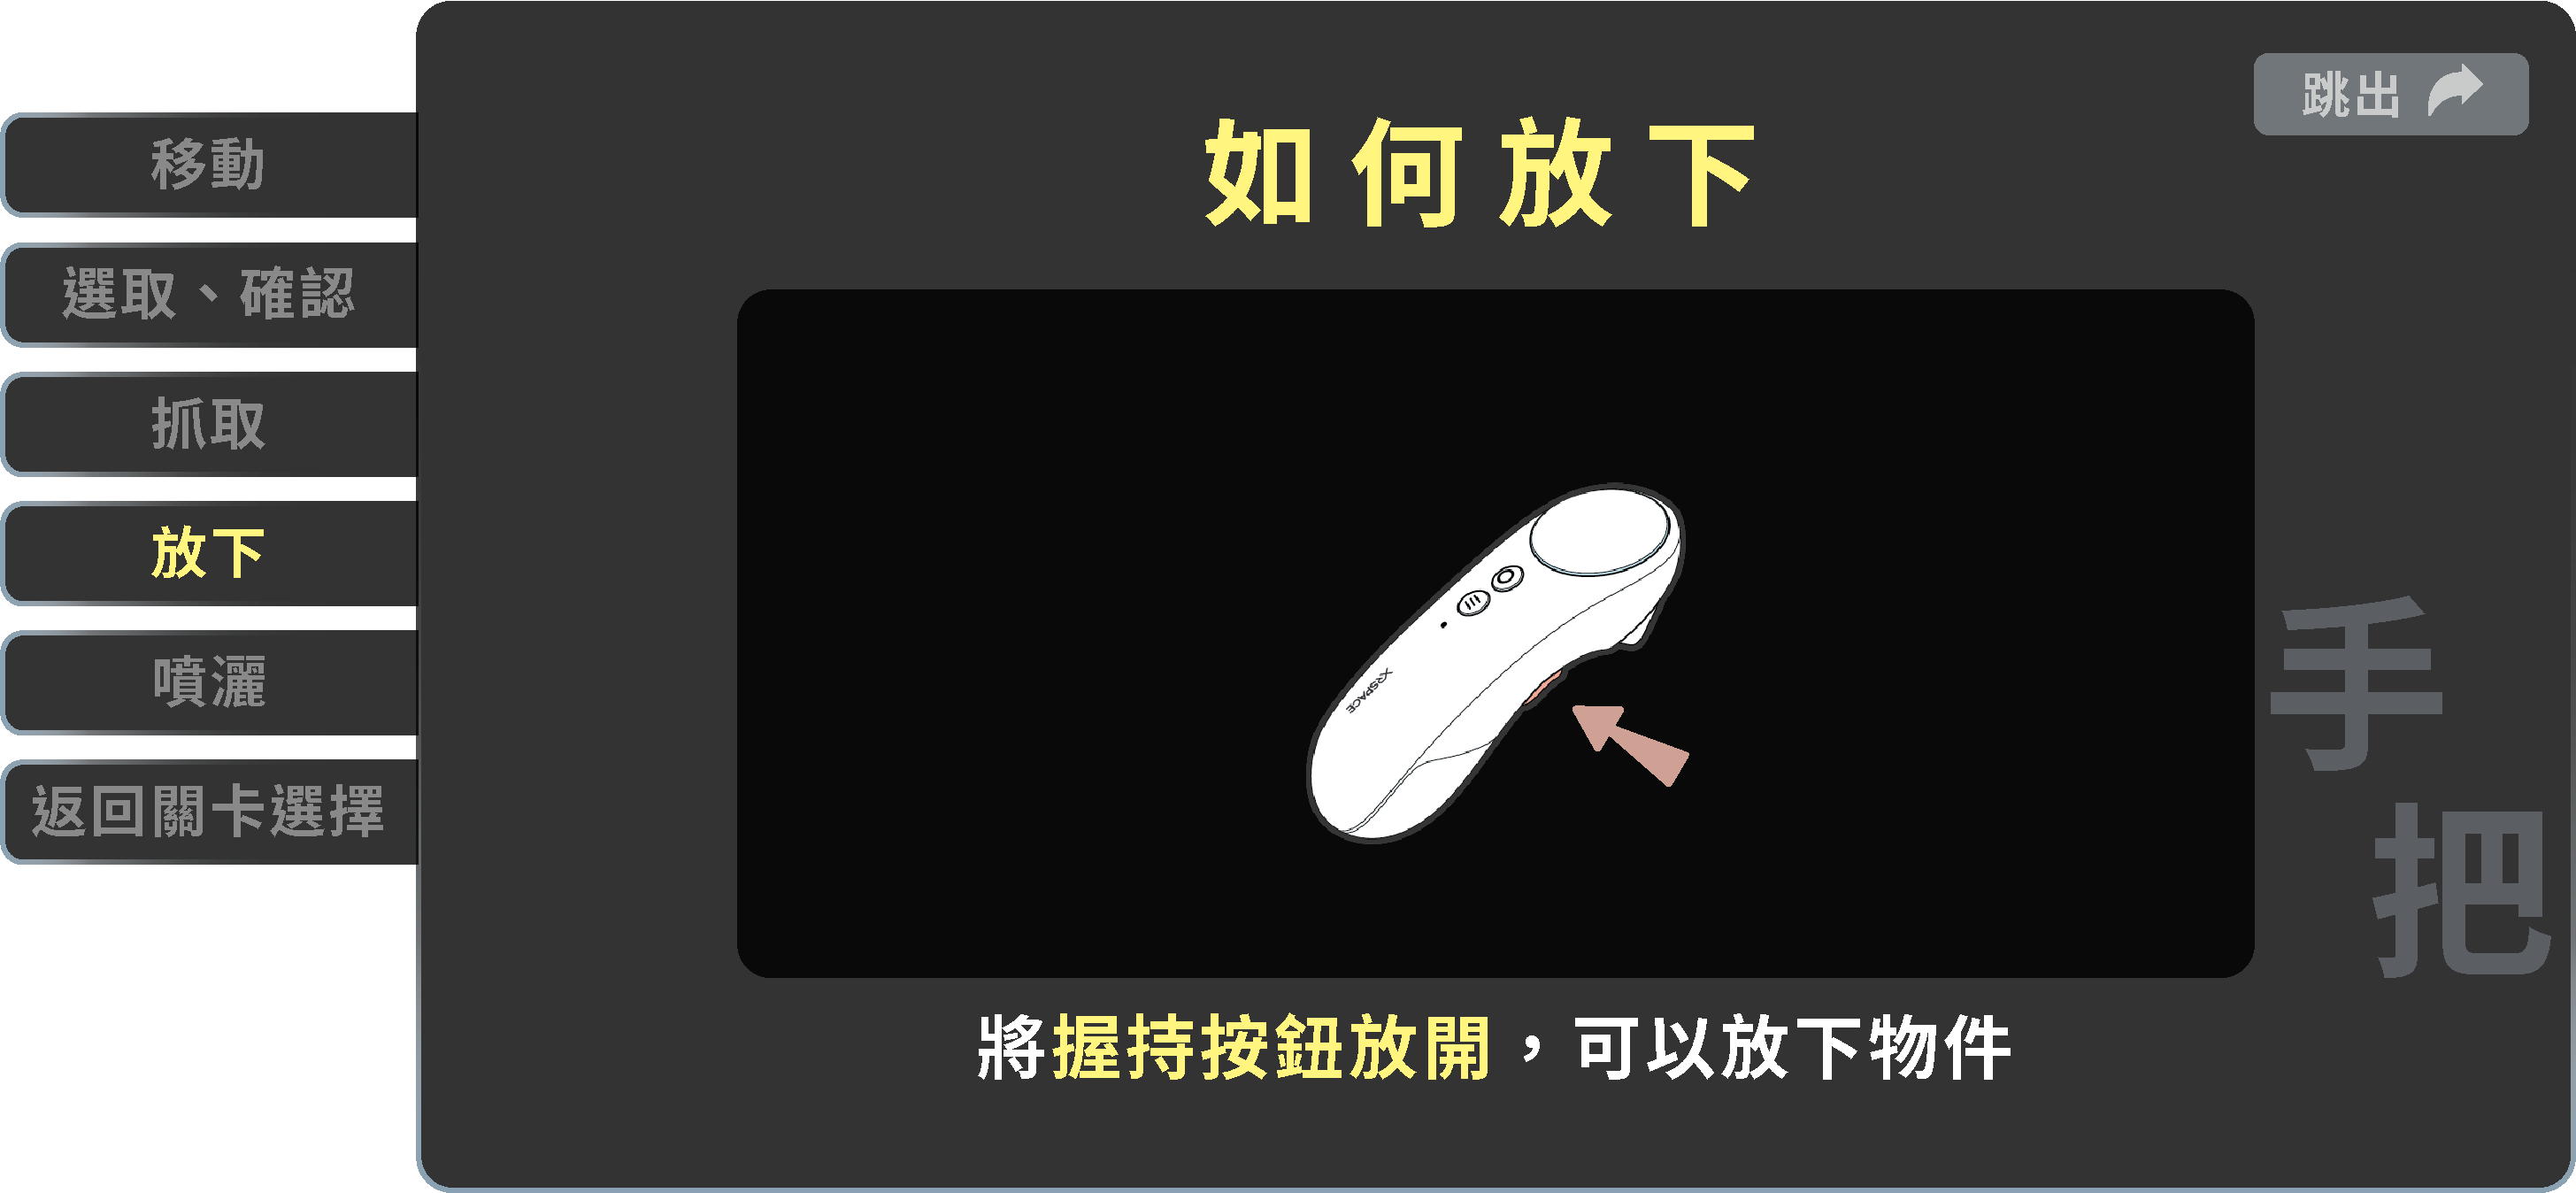 跳出
如何放下
移動
選取、確認
抓取
放下
噴灑
返回關卡選擇
XRSPACE
手把
將握持按鈕放開，可以放下物件